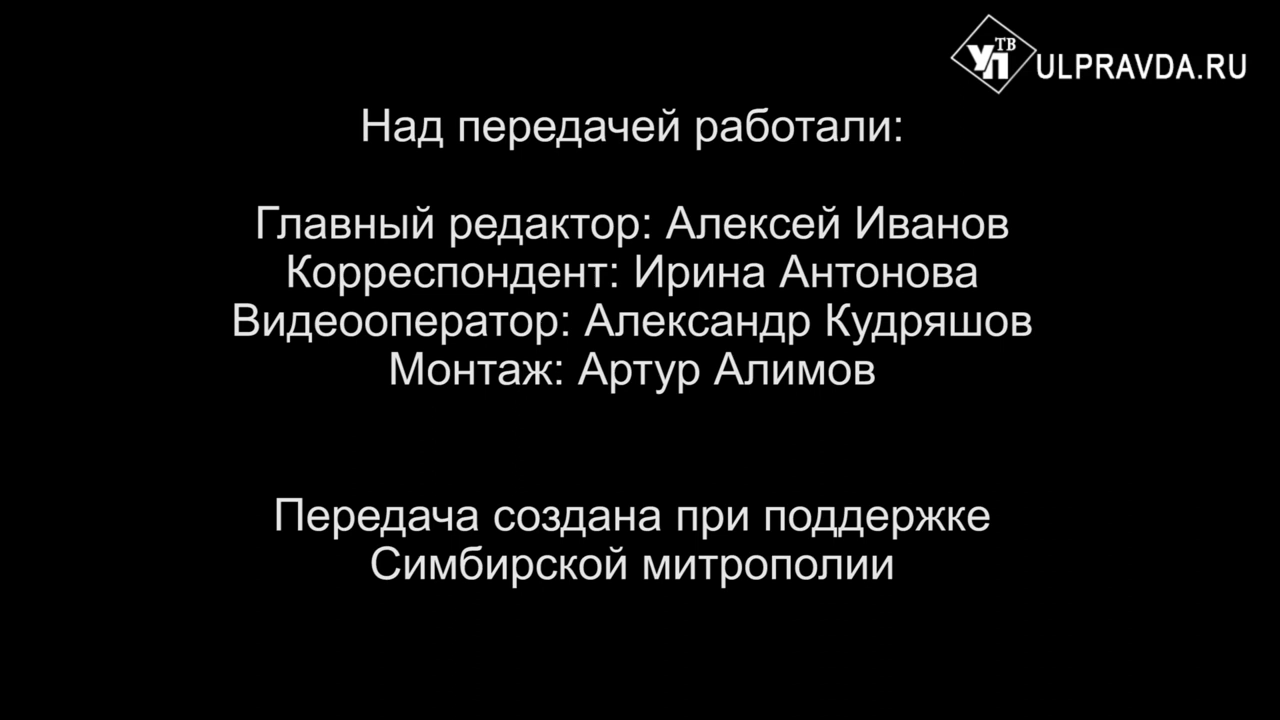 ТВ
УП
ULPRAVDA.RU
Над передачей работали:
Главный редактор: Алексей Иванов
Корреспондент: Ирина Антонова
Видеооператор: Александр Кудряшов
Монтаж: Артур Алимов
Передача создана при поддержке
Симбирской митрополии